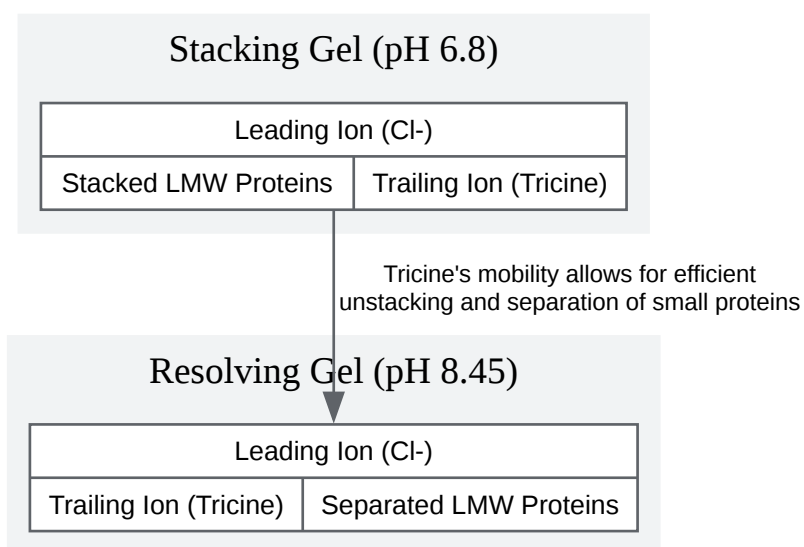 Stacking Gel (pH 6.8)
Leading Ion (Cl-)
Stacked LMW Proteins
Trailing Ion (Tricine)
Tricine's mobility allows for efficient
unstacking and separation of small proteins
Resolving Gel (pH 8.45)
Leading Ion (Cl-)
Trailing Ion (Tricine)
Separated LMW Proteins